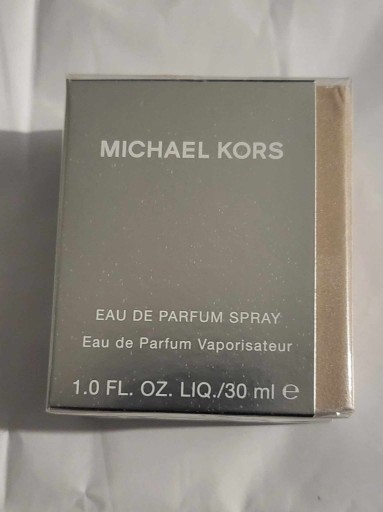 MICHAEL KORS
EAU DE PARFUM SPRAY
Eau de Parfum Vaporisateur
1.0 FL. OZ. LIQ./30 ml ℮